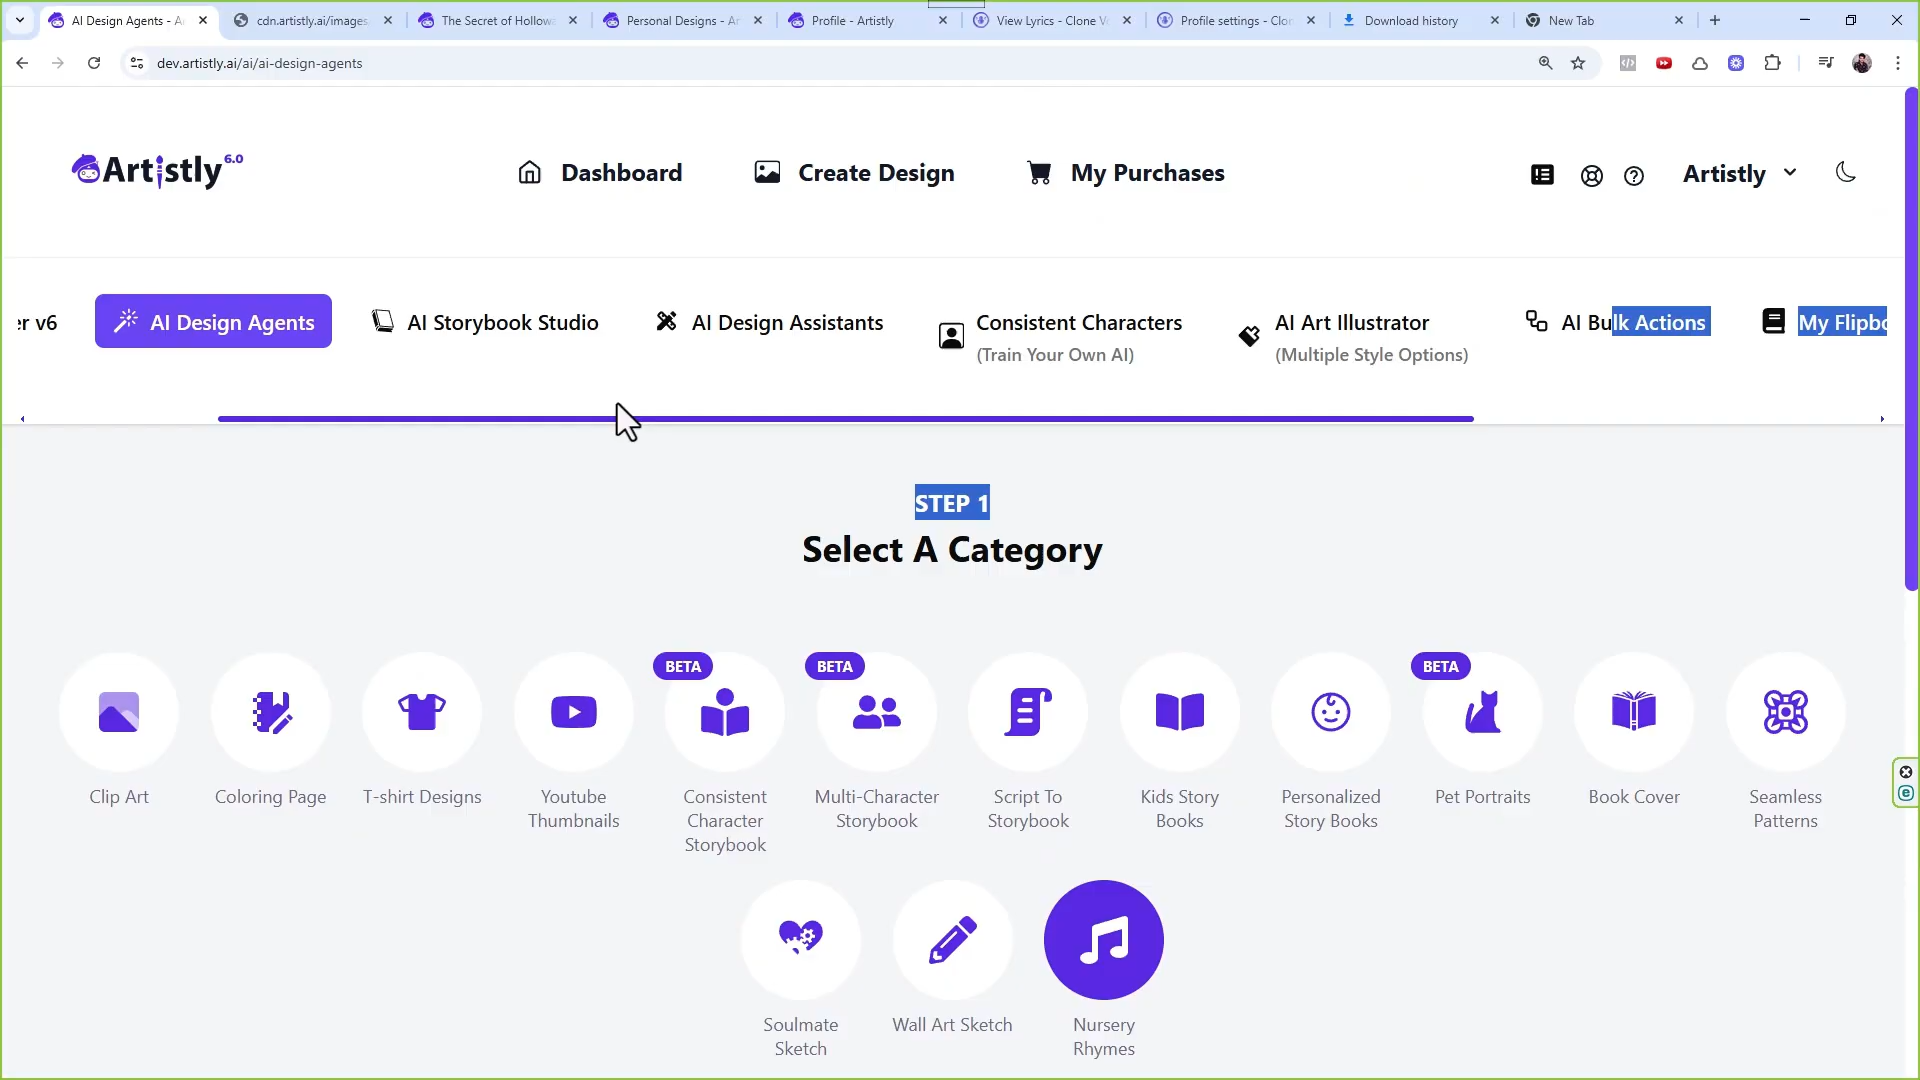 AI Design Agents - A
cdn.artistly.ai/images
The Secret of Hollow
Personal Designs - Ar
Profile - Artistly
View Lyrics - Clone V
Profile settings - Clo
Download history
New Tab
dev.artistly.ai/ai/ai-design-agents
Artistly 6.0
Dashboard
Create Design
My Purchases
Artistly
er v6
AI Design Agents
AI Storybook Studio
AI Design Assistants
Consistent Characters
(Train Your Own AI)
AI Art Illustrator
(Multiple Style Options)
AI Bulk Actions
My Flipbo
STEP 1
Select A Category
BETA
BETA
BETA
Clip Art
Coloring Page
T-shirt Designs
Youtube
Thumbnails
Consistent
Character
Storybook
Multi-Character
Storybook
Script To
Storybook
Kids Story
Books
Personalized
Story Books
Pet Portraits
Book Cover
Seamless
Patterns
Soulmate
Sketch
Wall Art Sketch
Nursery
Rhymes